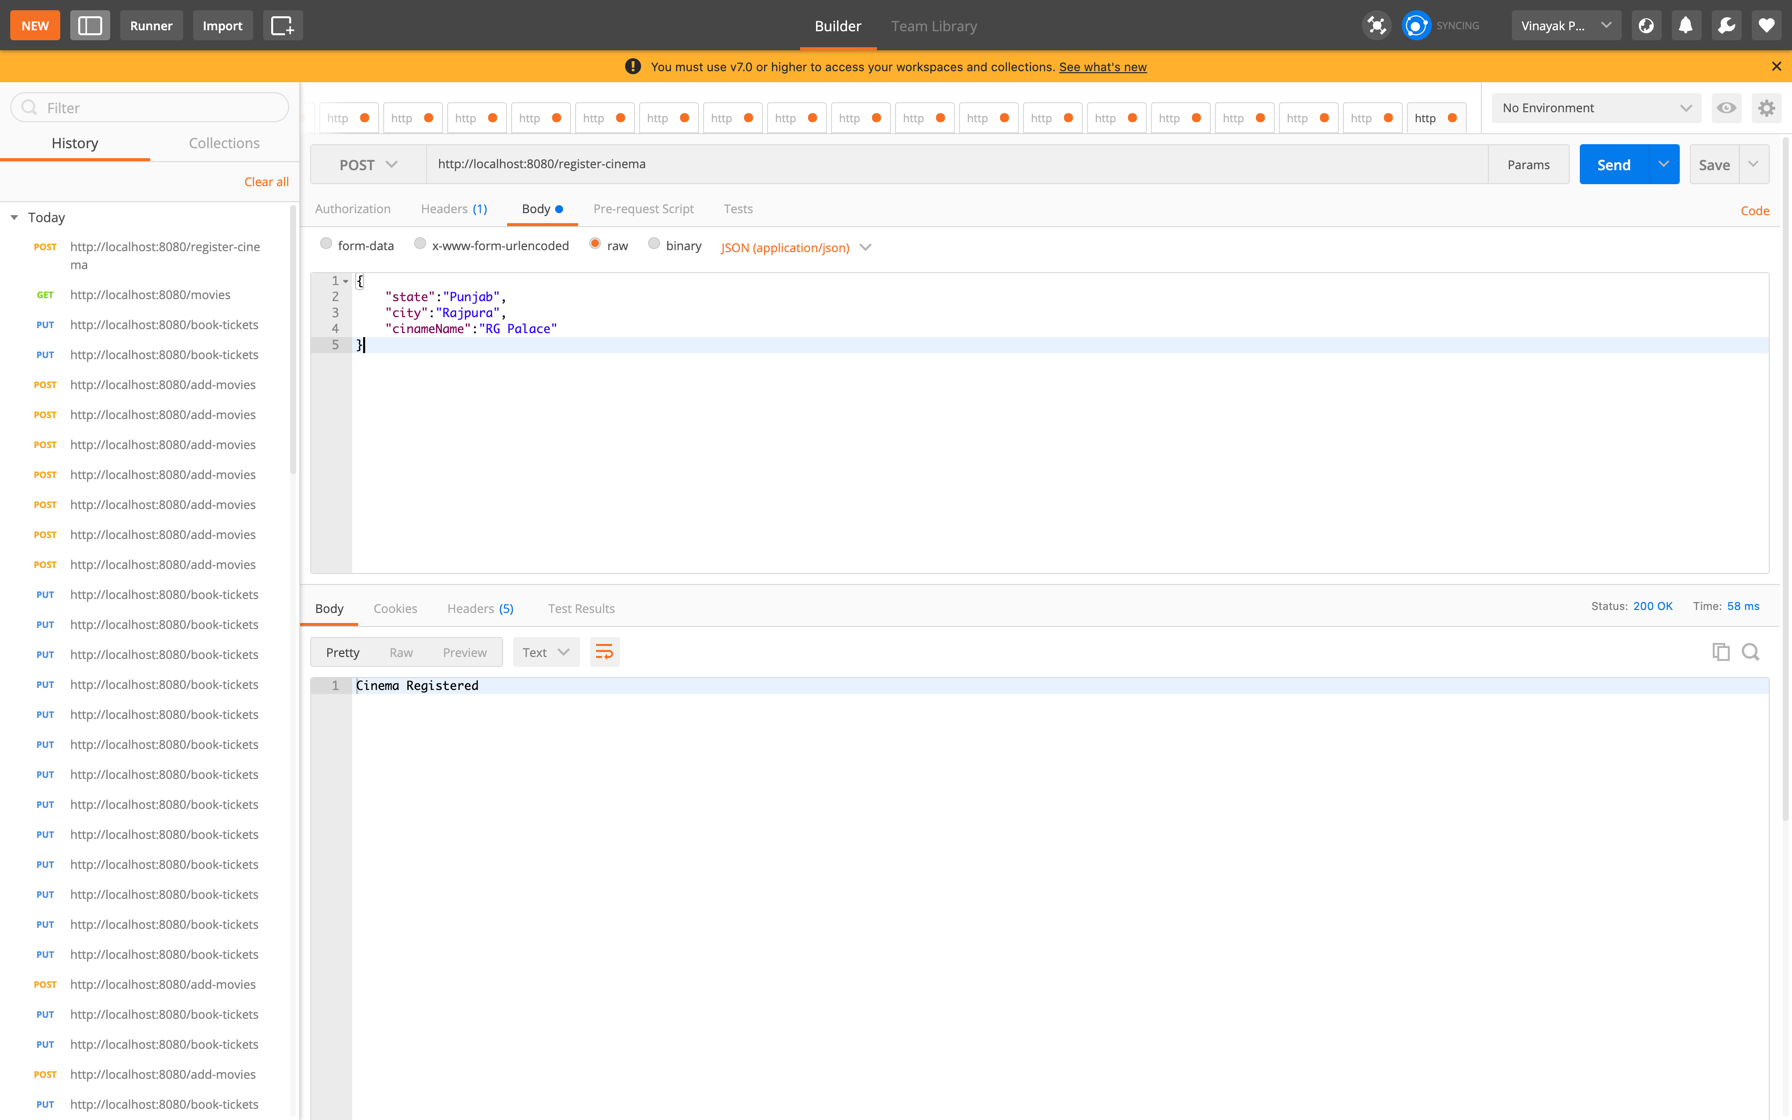 NEW
Runner
Import
Builder
Team Library
SYNCING
Vinayak P...
You must use v7.0 or higher to access your workspaces and collections. See what's new
Filter
History
Collections
Clear all
Today
POST http://localhost:8080/register-cine
ma
GET http://localhost:8080/movies
PUT http://localhost:8080/book-tickets
PUT http://localhost:8080/book-tickets
POST http://localhost:8080/add-movies
POST http://localhost:8080/add-movies
POST http://localhost:8080/add-movies
POST http://localhost:8080/add-movies
POST http://localhost:8080/add-movies
POST http://localhost:8080/add-movies
POST http://localhost:8080/add-movies
PUT http://localhost:8080/book-tickets
PUT http://localhost:8080/book-tickets
PUT http://localhost:8080/book-tickets
PUT http://localhost:8080/book-tickets
PUT http://localhost:8080/book-tickets
PUT http://localhost:8080/book-tickets
PUT http://localhost:8080/book-tickets
PUT http://localhost:8080/book-tickets
PUT http://localhost:8080/book-tickets
PUT http://localhost:8080/book-tickets
PUT http://localhost:8080/book-tickets
PUT http://localhost:8080/book-tickets
PUT http://localhost:8080/book-tickets
POST http://localhost:8080/add-movies
PUT http://localhost:8080/book-tickets
PUT http://localhost:8080/book-tickets
POST http://localhost:8080/add-movies
PUT http://localhost:8080/book-tickets
http http http http http http http http http http http http http http http http http http
No Environment
POST http://localhost:8080/register-cinema Params Send Save
Authorization Headers (1) Body Pre-request Script Tests Code
form-data x-www-form-urlencoded raw binary JSON (application/json)
1 {
2 "state":"Punjab",
3 "city":"Rajpura",
4 "cinameName":"RG Palace"
5 }
Body Cookies Headers (5) Test Results Status: 200 OK Time: 58 ms
Pretty Raw Preview Text
1 Cinema Registered